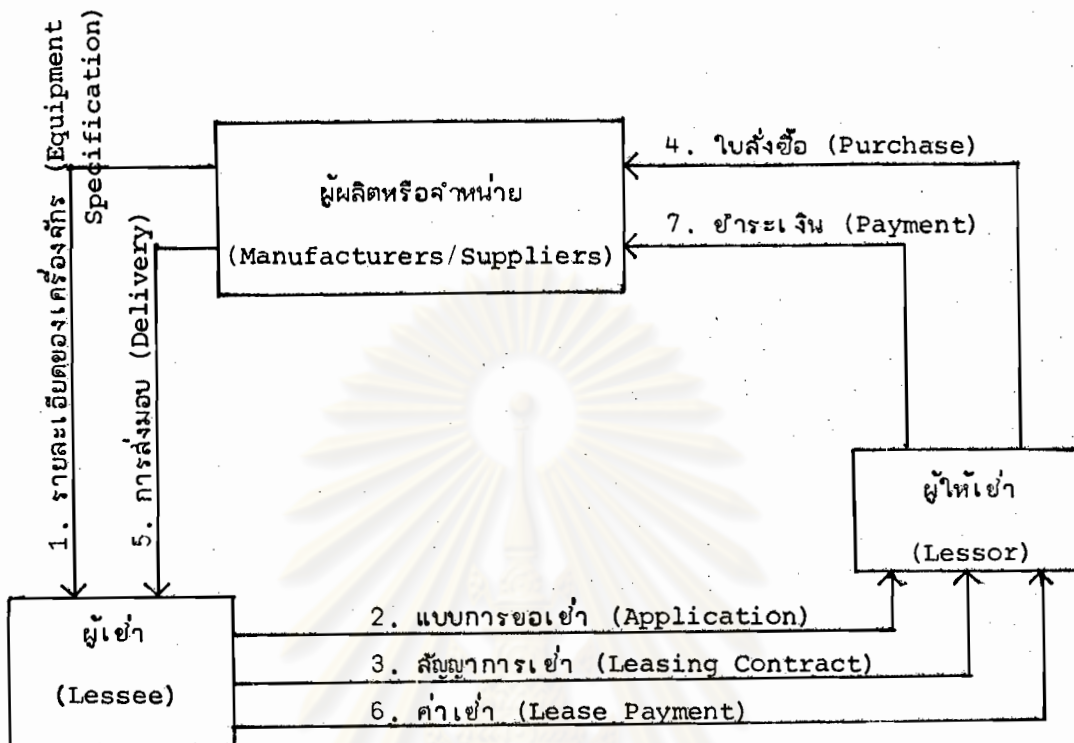 1. รายละเอียดของเครื่องจักร (Equipment
Specification)
5. การส่งมอบ (Delivery)
ผู้ผลิตหรือจำหน่าย
(Manufacturers/Suppliers)
4. ใบสั่งซื้อ (Purchase)
7. ชำระเงิน (Payment)
ผู้ให้เช่า
(Lessor)
ผู้เช่า
(Lessee)
2. แบบการขอเช่า (Application)
3. สัญญาการเช่า (Leasing Contract)
6. ค่าเช่า (Lease Payment)